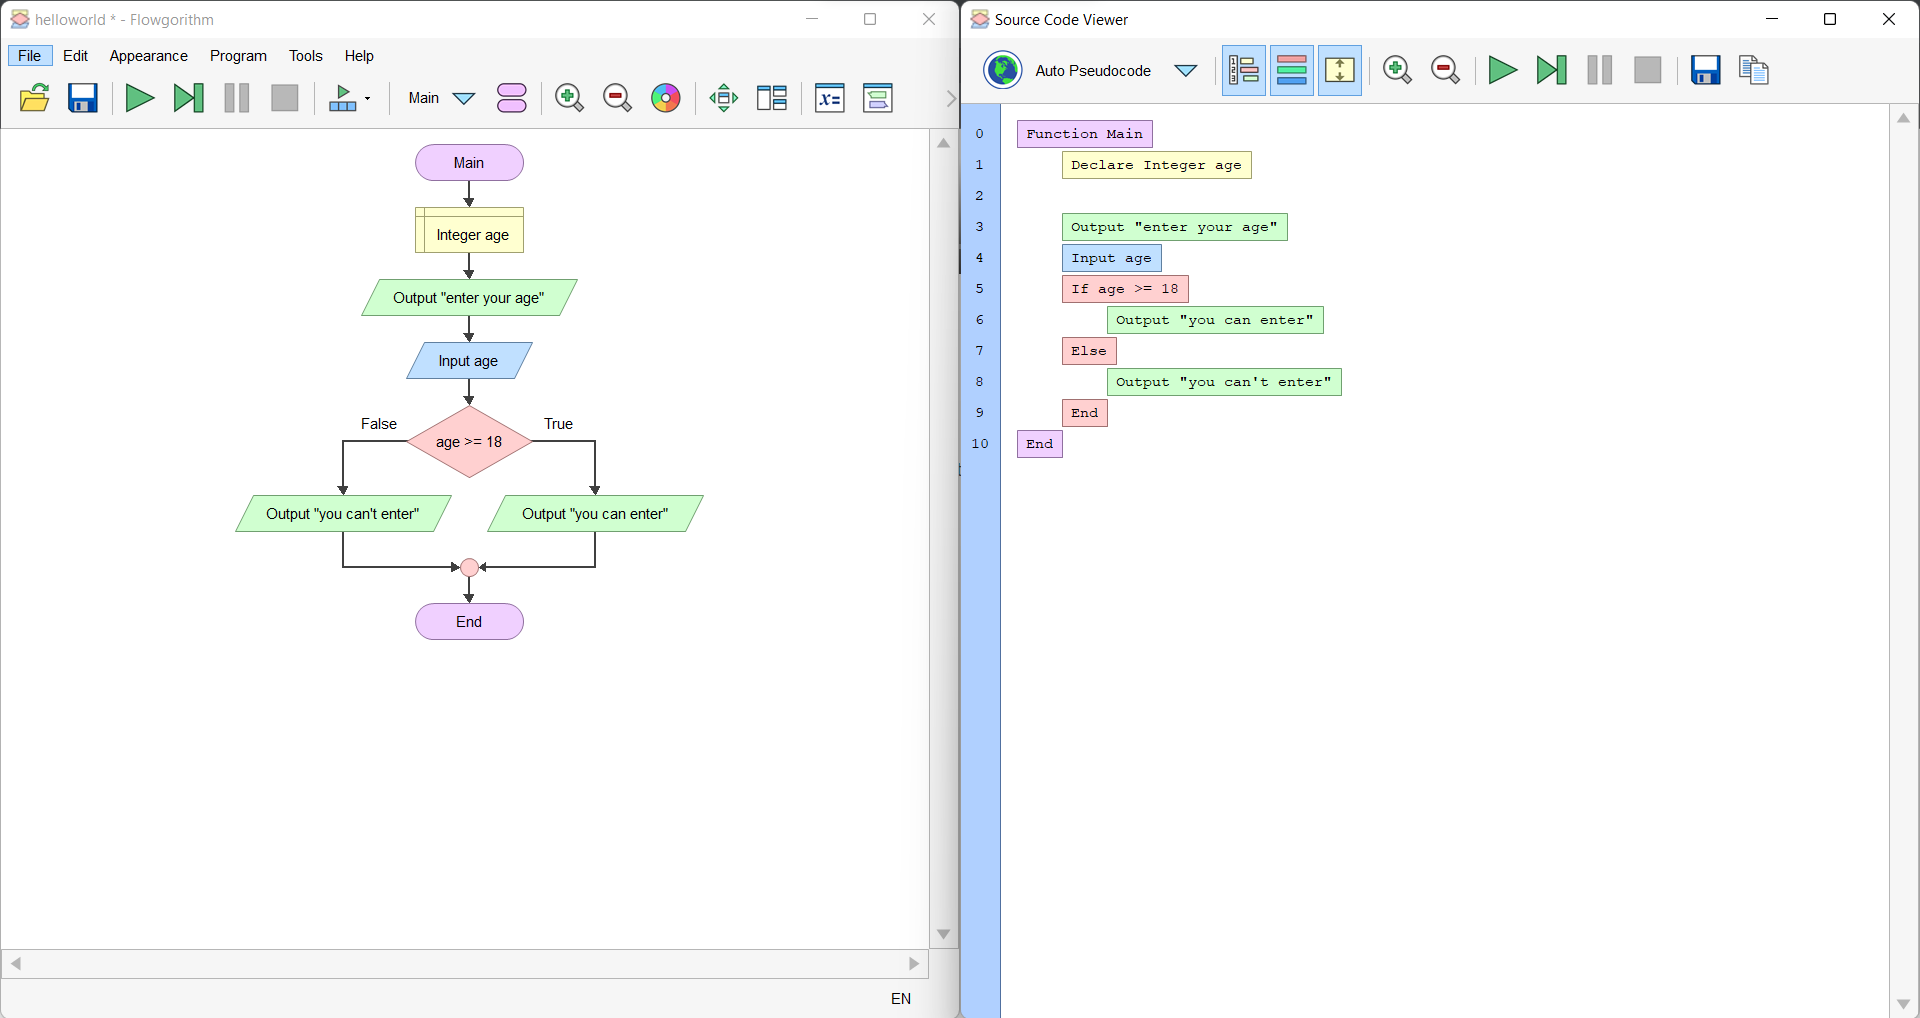 helloworld * - Flowgorithm
File Edit Appearance Program Tools Help
Main
Main
Integer age
Output "enter your age"
Input age
False
True
age >= 18
Output "you can't enter"
Output "you can enter"
End
EN
Source Code Viewer
Auto Pseudocode
0 Function Main
1 Declare Integer age
2
3 Output "enter your age"
4 Input age
5 If age >= 18
6 Output "you can enter"
7 Else
8 Output "you can't enter"
9 End
10 End